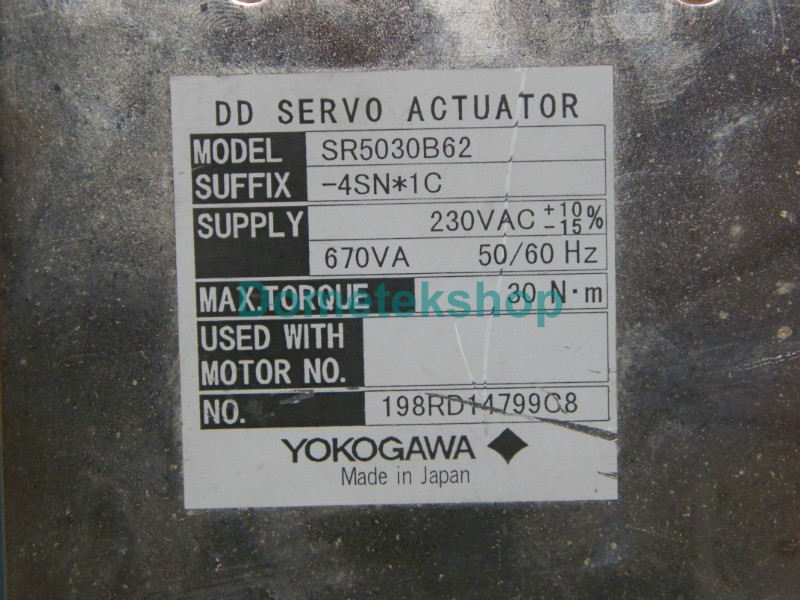 DD SERVO ACTUATOR
MODEL SR5030B62
SUFFIX -4SN*1C
SUPPLY 230VAC +10 -15 %
670VA 50/60 Hz
MAX.TORQUE 30 N·m
Dometekshop
USED WITH
MOTOR NO.
NO. 198RD14799C8
YOKOGAWA
Made in Japan